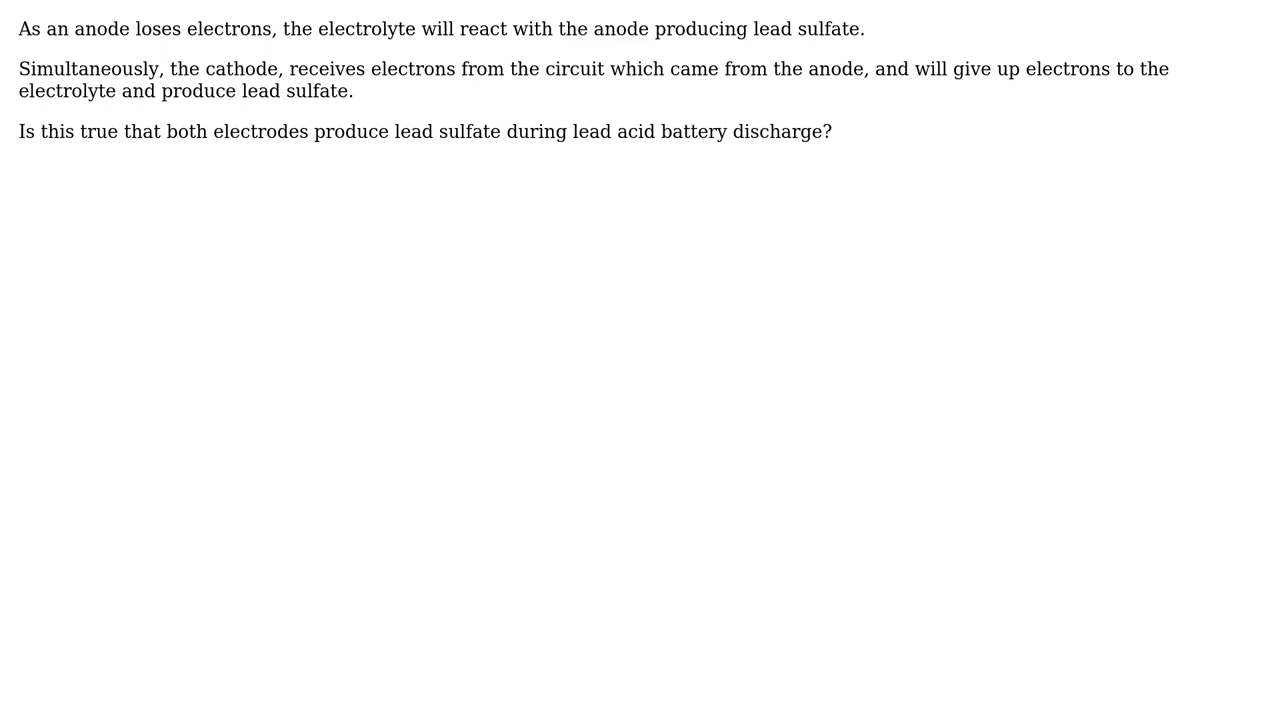 As an anode loses electrons, the electrolyte will react with the anode producing lead sulfate.
Simultaneously, the cathode, receives electrons from the circuit which came from the anode, and will give up electrons to the
electrolyte and produce lead sulfate.
Is this true that both electrodes produce lead sulfate during lead acid battery discharge?